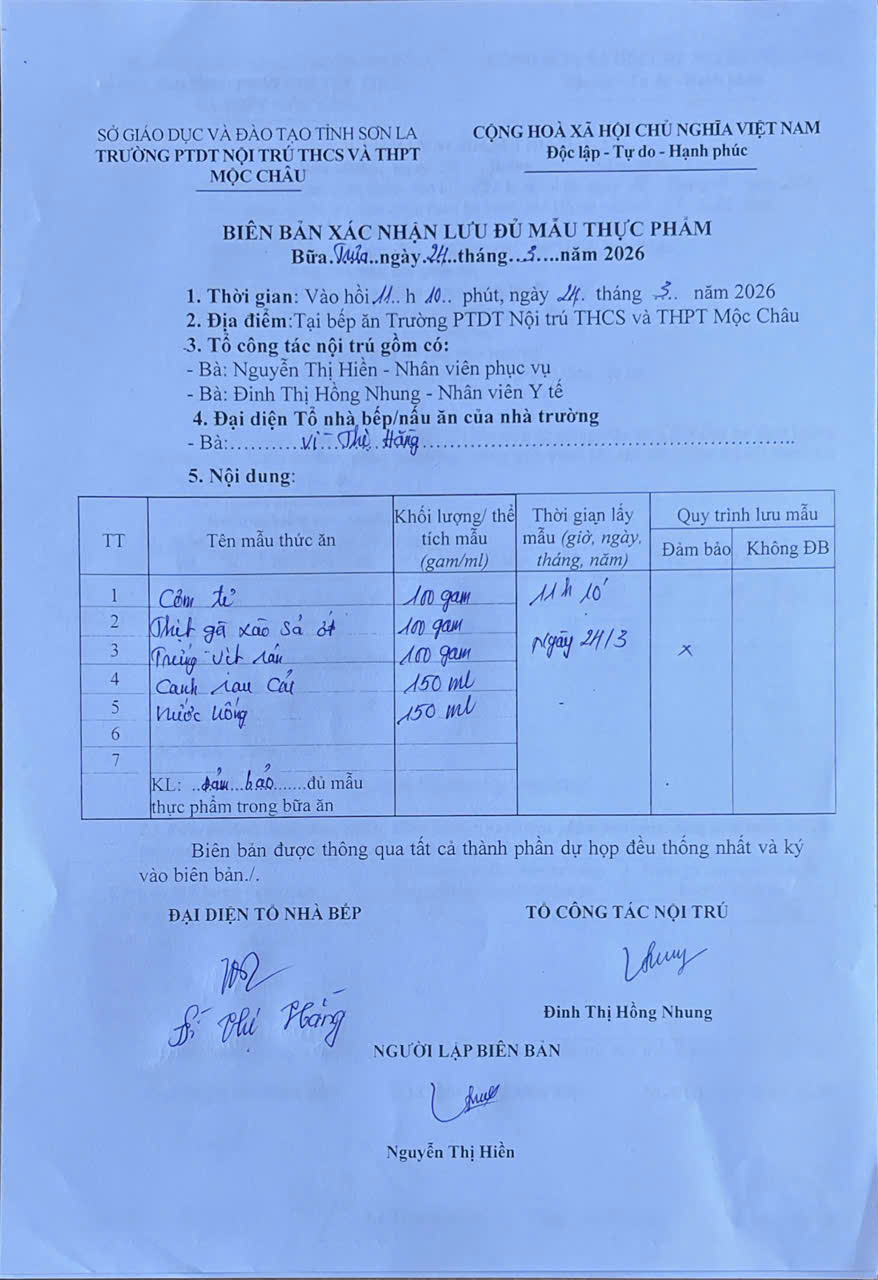 SỞ GIÁO DỤC VÀ ĐÀO TẠO TỈNH SƠN LA
TRƯỜNG PTDT NỘI TRÚ THCS VÀ THPT
MỘC CHÂU
CỘNG HOÀ XÃ HỘI CHỦ NGHĨA VIỆT NAM
Độc lập - Tự do - Hạnh phúc
BIÊN BẢN XÁC NHẬN LƯU ĐỦ MẪU THỰC PHẨM
Bữa.Trưa..ngày.24..tháng...3....năm 2026
1. Thời gian: Vào hồi 11.. h 10.. phút, ngày 24. tháng 3.. năm 2026
2. Địa điểm:Tại bếp ăn Trường PTDT Nội trú THCS và THPT Mộc Châu
3. Tổ công tác nội trú gồm có:
- Bà: Nguyễn Thị Hiền - Nhân viên phục vụ
- Bà: Đinh Thị Hồng Nhung - Nhân viên Y tế
4. Đại diện Tổ nhà bếp/nấu ăn của nhà trường
- Bà:..........Vì Thị Hằng..........
5. Nội dung:
TT Tên mẫu thức ăn Khối lượng/ thể tích mẫu (gam/ml) Thời gian lấy mẫu (giờ, ngày, tháng, năm) Quy trình lưu mẫu
Đảm bảo Không ĐB
1 Cơm tẻ 100 gam 11h 10'
2 Thịt gà xào sả ớt 100 gam
3 Trứng vịt rán 100 gam Ngày 24/3 x
4 Canh rau cải 150 ml
5 Nước uống 150 ml
6
7
KL: ..đảm..bảo.......đủ mẫu
thực phẩm trong bữa ăn
Biên bản được thông qua tất cả thành phần dự họp đều thống nhất và ký
vào biên bản./.
ĐẠI DIỆN TỔ NHÀ BẾP
TỔ CÔNG TÁC NỘI TRÚ
Vì Thị Hằng
Đinh Thị Hồng Nhung
NGƯỜI LẬP BIÊN BẢN
Nguyễn Thị Hiền